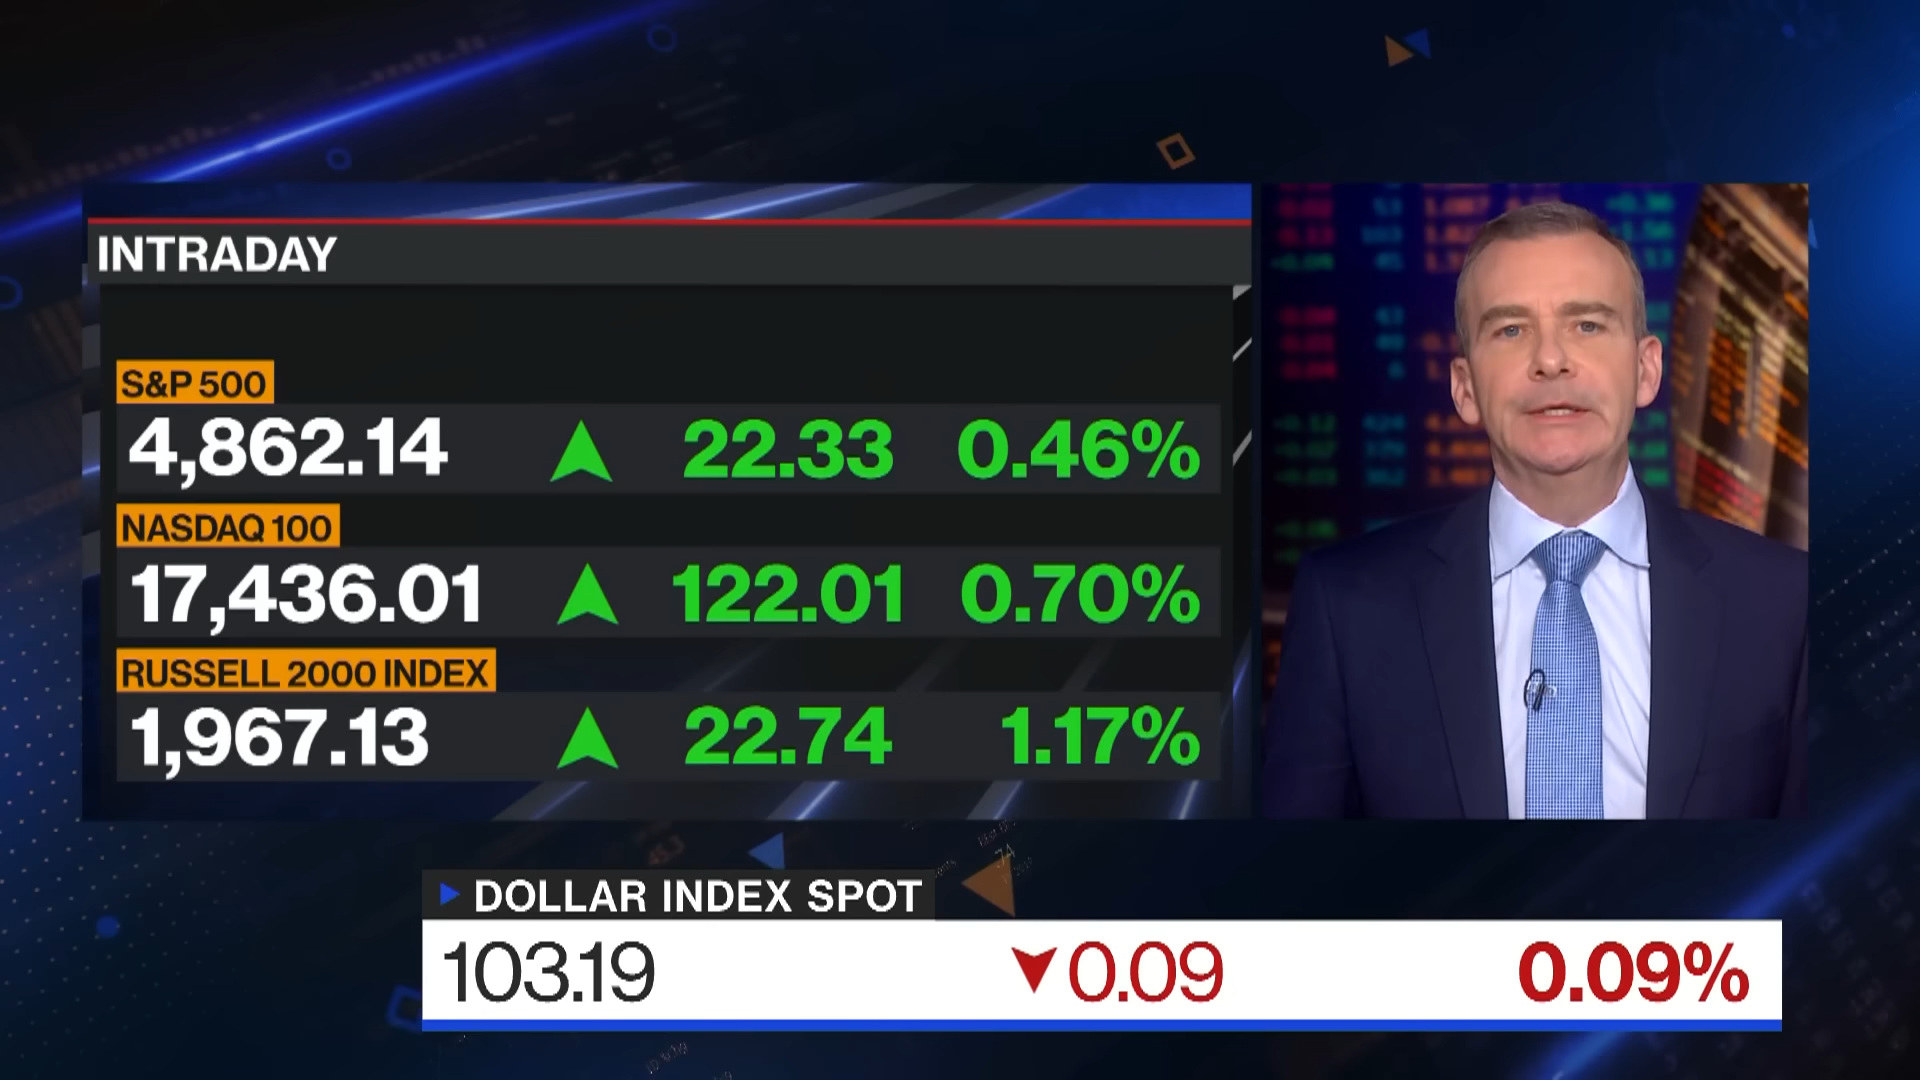 INTRADAY
S&P 500
4,862.14 ▲ 22.33 0.46%
NASDAQ 100
17,436.01 ▲ 122.01 0.70%
RUSSELL 2000 INDEX
1,967.13 ▲ 22.74 1.17%
DOLLAR INDEX SPOT
103.19 ▼ 0.09 0.09%